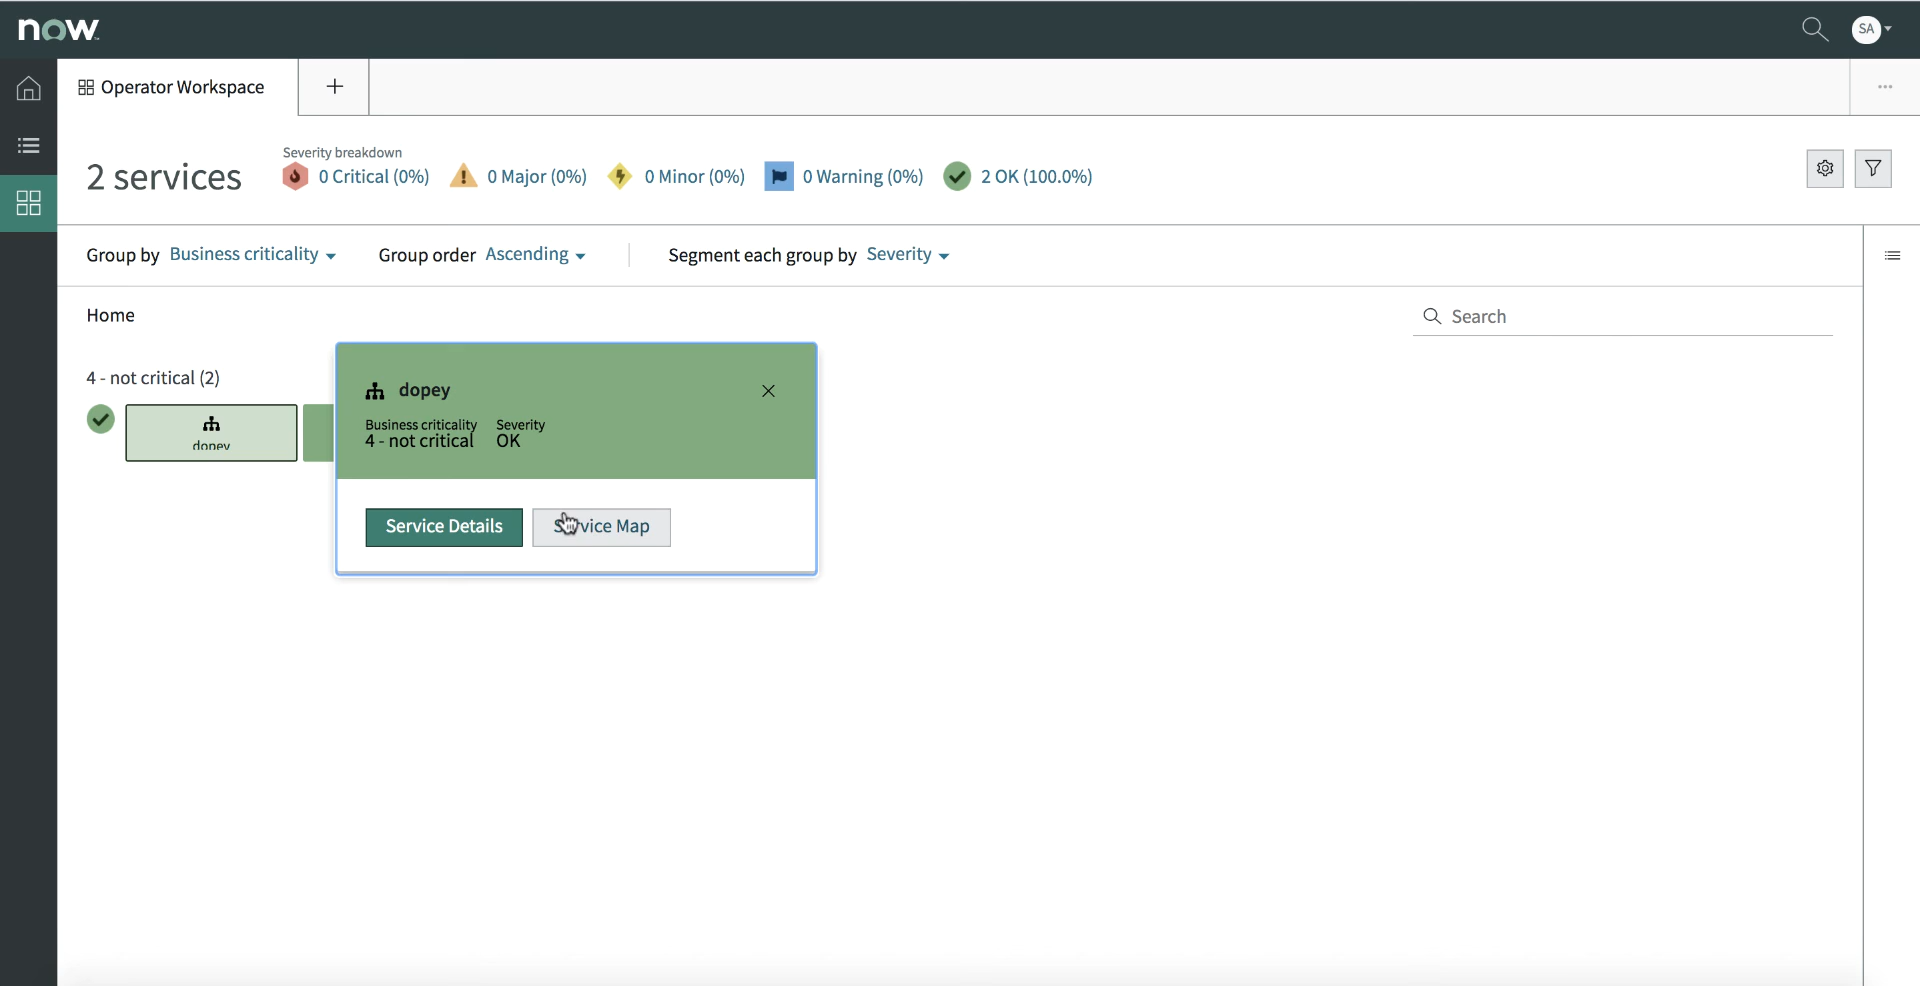 now
SA
Operator Workspace
2 services
Severity breakdown
0 Critical (0%)
0 Major (0%)
0 Minor (0%)
0 Warning (0%)
2 OK (100.0%)
Group by Business criticality
Group order Ascending
Segment each group by Severity
Home
Search
4 - not critical (2)
dopey
dopey
Business criticality Severity
4 - not critical OK
Service Details
Service Map